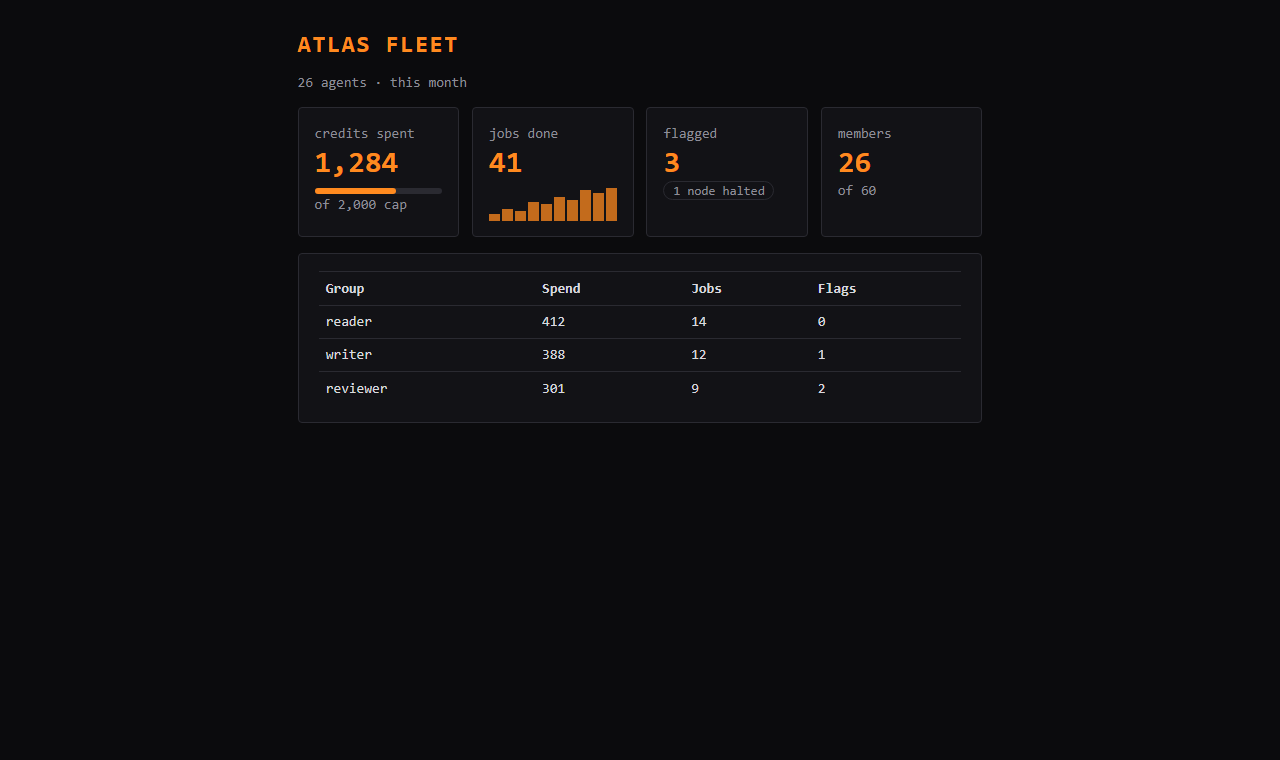 ATLAS FLEET
26 agents · this month
credits spent
1,284
of 2,000 cap
jobs done
41
flagged
3
1 node halted
members
26
of 60
Group Spend Jobs Flags
reader 412 14 0
writer 388 12 1
reviewer 301 9 2